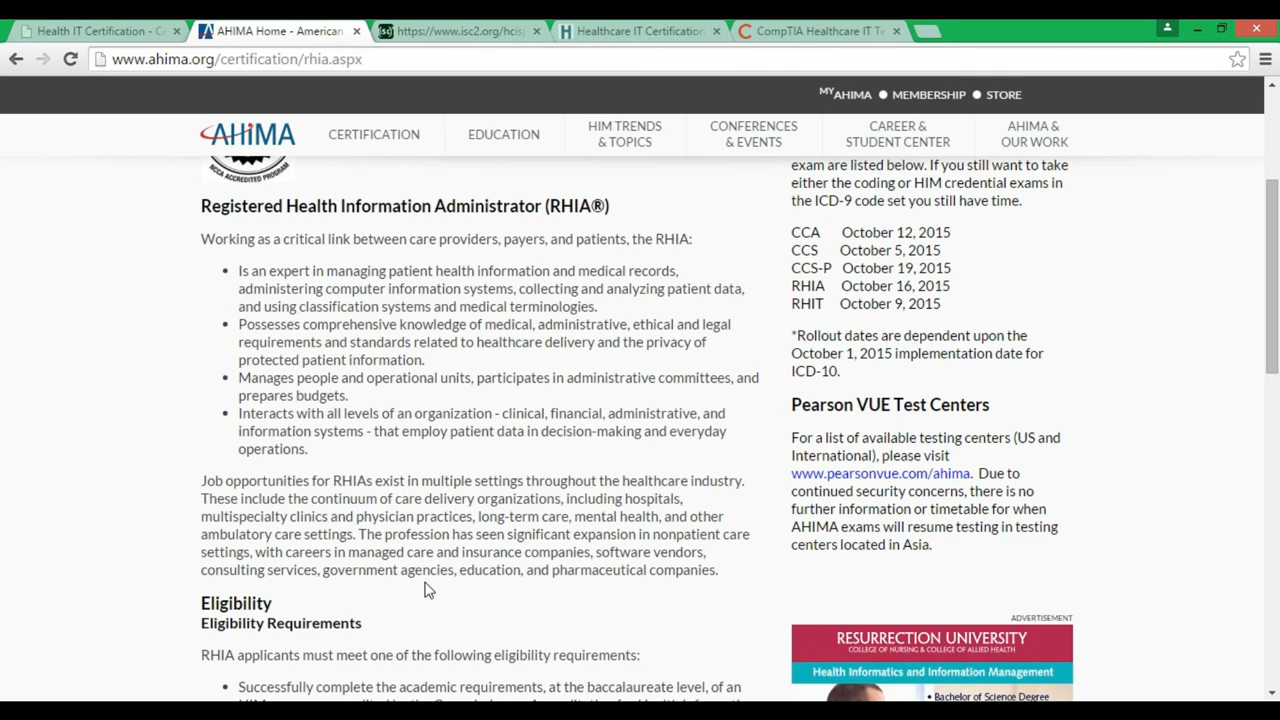 Health IT Certification - Ce
AHIMA Home - American
https://www.isc2.org/hcisp
Healthcare IT Certification
CompTIA Healthcare IT Te
www.ahima.org/certification/rhia.aspx
MYAHIMA ● MEMBERSHIP ● STORE
AHIMA
CERTIFICATION
EDUCATION
HIM TRENDS
& TOPICS
CONFERENCES
& EVENTS
CAREER &
STUDENT CENTER
AHIMA &
OUR WORK
NCCA ACCREDITED PROGRAM
Registered Health Information Administrator (RHIA®)
Working as a critical link between care providers, payers, and patients, the RHIA:
• Is an expert in managing patient health information and medical records,
administering computer information systems, collecting and analyzing patient data,
and using classification systems and medical terminologies.
• Possesses comprehensive knowledge of medical, administrative, ethical and legal
requirements and standards related to healthcare delivery and the privacy of
protected patient information.
• Manages people and operational units, participates in administrative committees, and
prepares budgets.
• Interacts with all levels of an organization - clinical, financial, administrative, and
information systems - that employ patient data in decision-making and everyday
operations.
Job opportunities for RHIAs exist in multiple settings throughout the healthcare industry.
These include the continuum of care delivery organizations, including hospitals,
multispecialty clinics and physician practices, long-term care, mental health, and other
ambulatory care settings. The profession has seen significant expansion in nonpatient care
settings, with careers in managed care and insurance companies, software vendors,
consulting services, government agencies, education, and pharmaceutical companies.
Eligibility
Eligibility Requirements
RHIA applicants must meet one of the following eligibility requirements:
• Successfully complete the academic requirements, at the baccalaureate level, of an
exam are listed below. If you still want to take
either the coding or HIM credential exams in
the ICD-9 code set you still have time.
CCA October 12, 2015
CCS October 5, 2015
CCS-P October 19, 2015
RHIA October 16, 2015
RHIT October 9, 2015
*Rollout dates are dependent upon the
October 1, 2015 implementation date for
ICD-10.
Pearson VUE Test Centers
For a list of available testing centers (US and
International), please visit
www.pearsonvue.com/ahima. Due to
continued security concerns, there is no
further information or timetable for when
AHIMA exams will resume testing in testing
centers located in Asia.
ADVERTISEMENT
RESURRECTION UNIVERSITY
COLLEGE OF NURSING & COLLEGE OF ALLIED HEALTH
Health Informatics and Information Management
• Bachelor of Science Degree